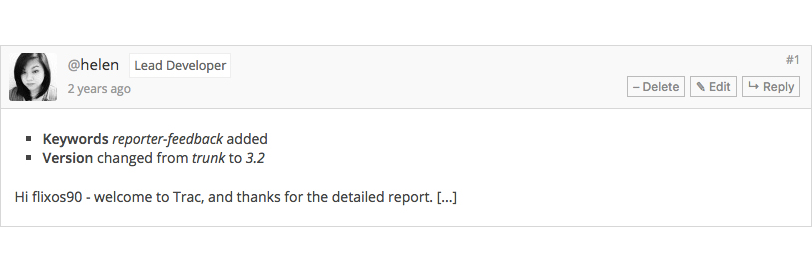 @helen Lead Developer #1
2 years ago – Delete ✎ Edit ↪ Reply
▪ Keywords reporter-feedback added
▪ Version changed from trunk to 3.2
Hi flixos90 - welcome to Trac, and thanks for the detailed report. [...]